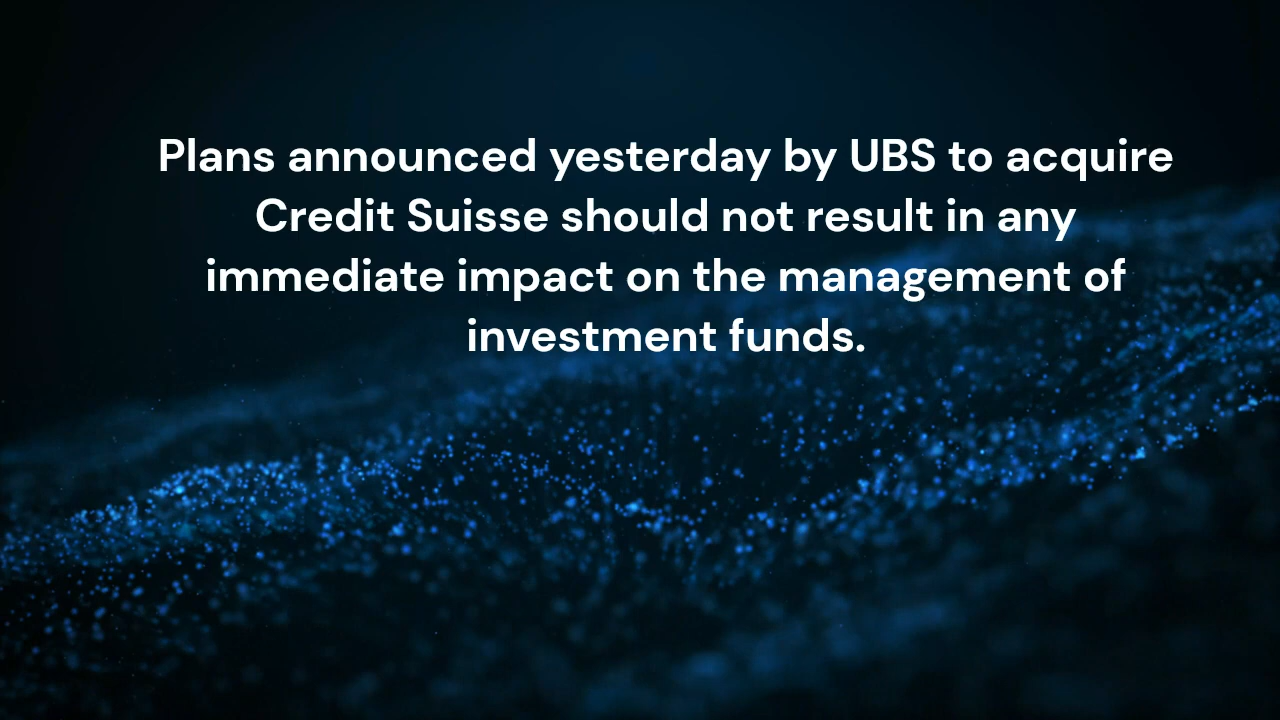 Plans announced yesterday by UBS to acquire
Credit Suisse should not result in any
immediate impact on the management of
investment funds.